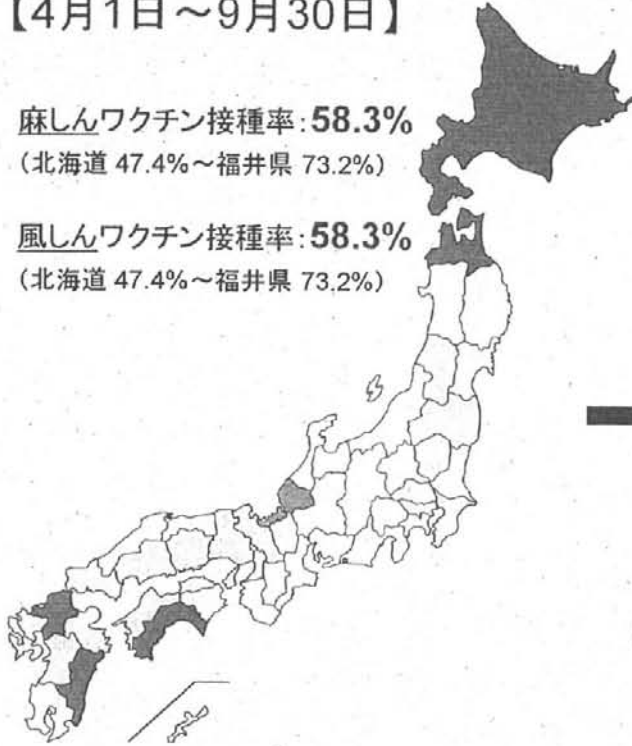 【4月1日～9月30日】
麻しんワクチン接種率:58.3%
(北海道 47.4%～福井県 73.2%)
風しんワクチン接種率:58.3%
(北海道 47.4%～福井県 73.2%)